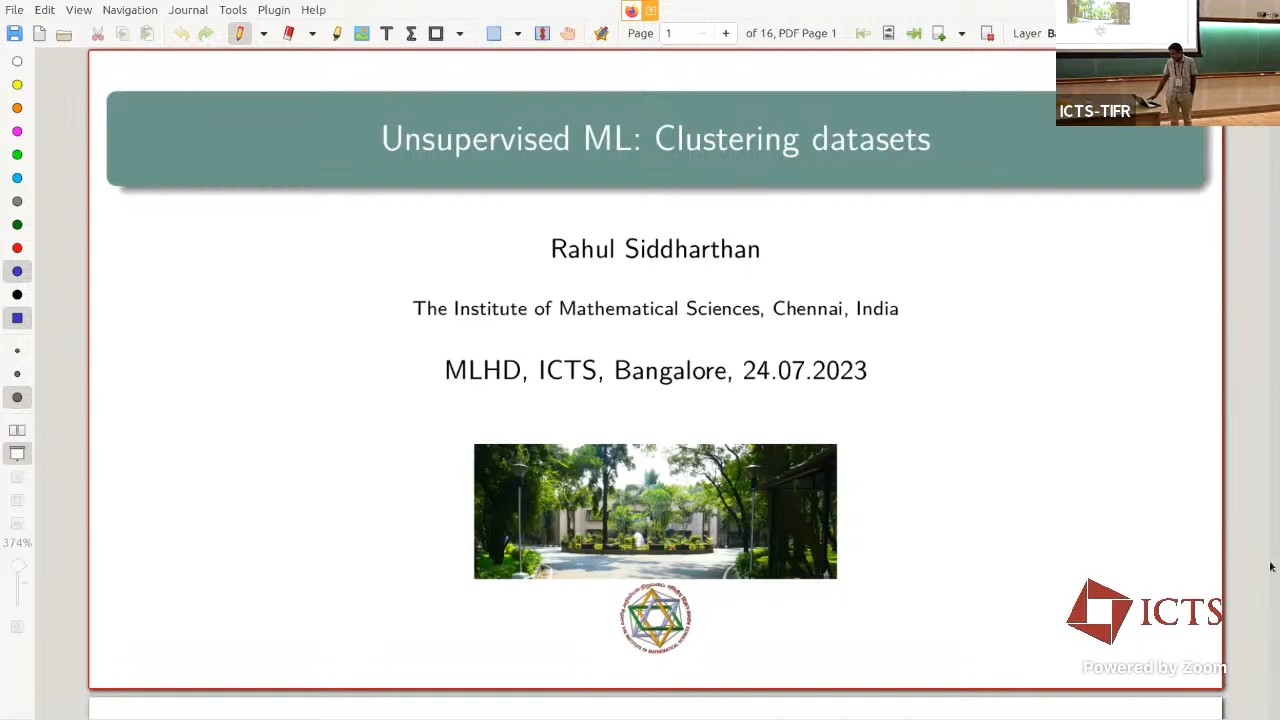 File Edit View Navigation Journal Tools Plugin Help
Page 1 + of 16, PDF Page 1 Layer
ICTS-TIFR
Unsupervised ML: Clustering datasets
Rahul Siddharthan
The Institute of Mathematical Sciences, Chennai, India
MLHD, ICTS, Bangalore, 24.07.2023
374%
ICTS
Powered by Zoom